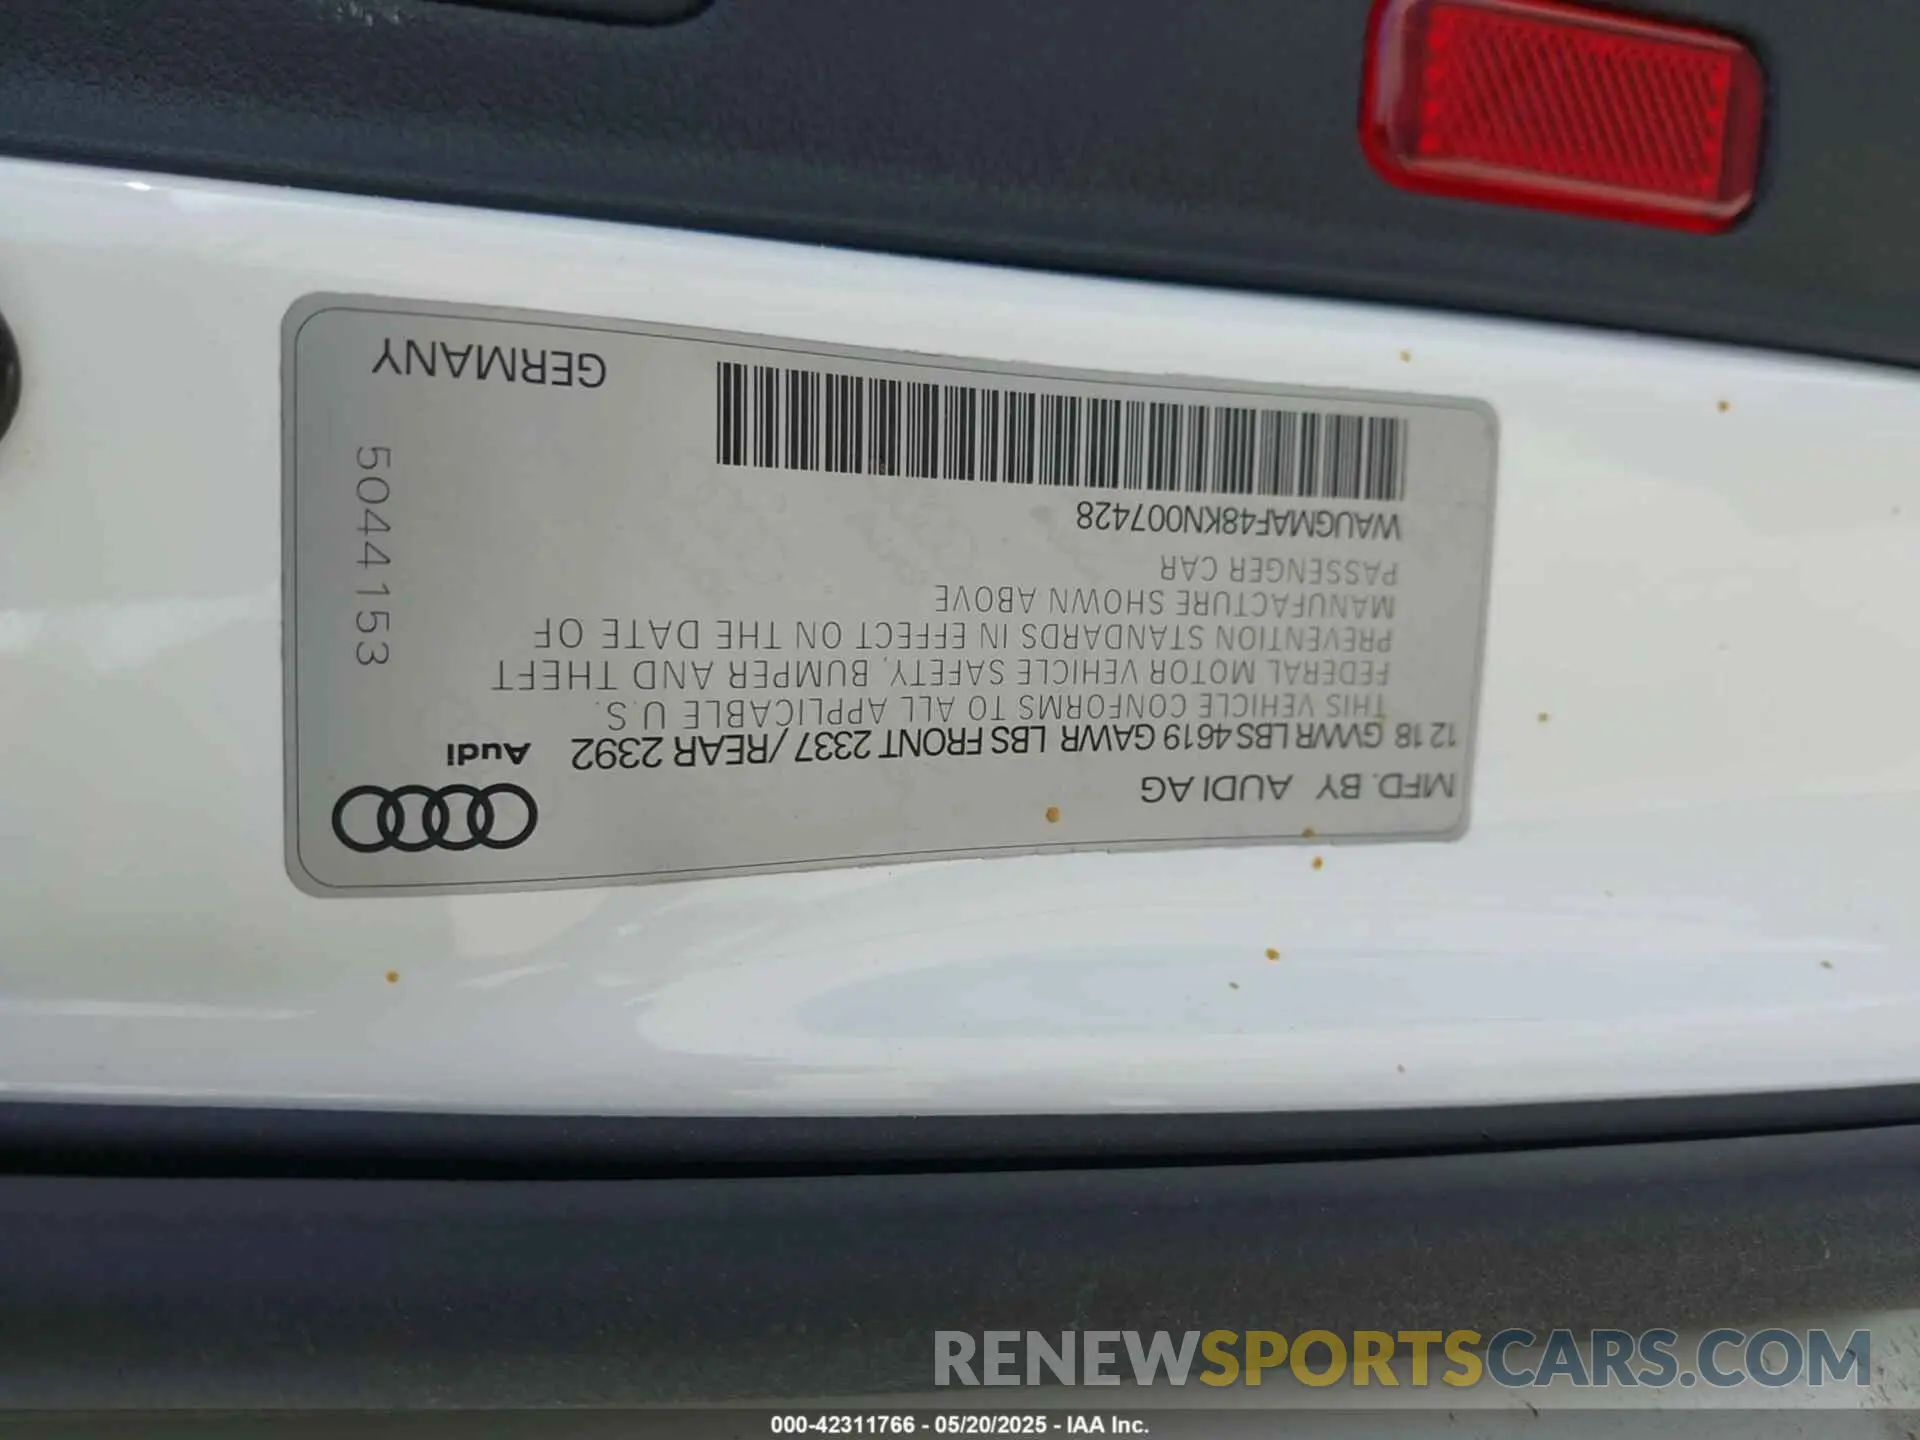 MFD. BY AUDI AG
12 18 GVWR LBS 4619 GAWR LBS FRONT 2337/REAR 2392
Audi
THIS VEHICLE CONFORMS TO ALL APPLICABLE U.S.
FEDERAL MOTOR VEHICLE SAFETY, BUMPER AND THEFT
PREVENTION STANDARDS IN EFFECT ON THE DATE OF
MANUFACTURE SHOWN ABOVE
PASSENGER CAR
WAUGMAF48KN007428
5044153
GERMANY
RENEWSPORTSCARS.COM
000-42311766 - 05/20/2025 - IAA Inc.